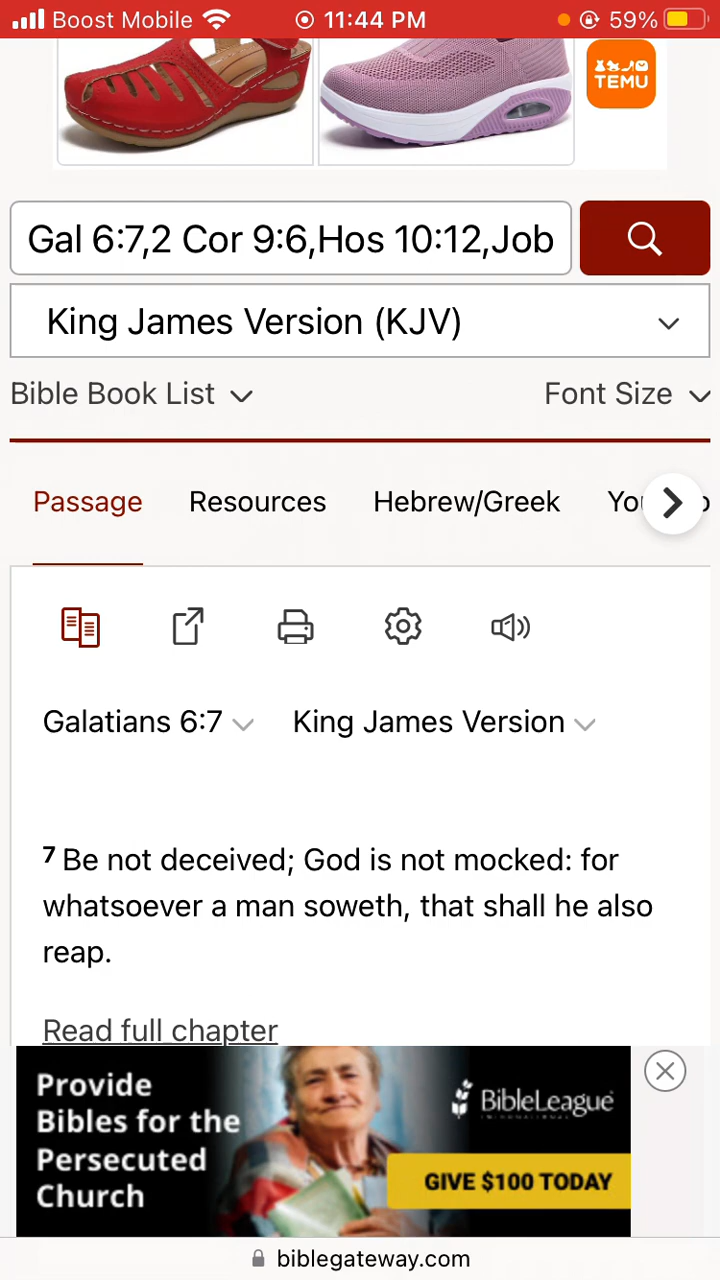 Boost Mobile 11:44 PM 59%
TEMU
Gal 6:7,2 Cor 9:6,Hos 10:12,Job
King James Version (KJV)
Bible Book List Font Size
Passage Resources Hebrew/Greek
Galatians 6:7 King James Version
7 Be not deceived; God is not mocked: for
whatsoever a man soweth, that shall he also
reap.
Read full chapter
Provide
Bibles for the
Persecuted
Church
BibleLeague
GIVE $100 TODAY
biblegateway.com